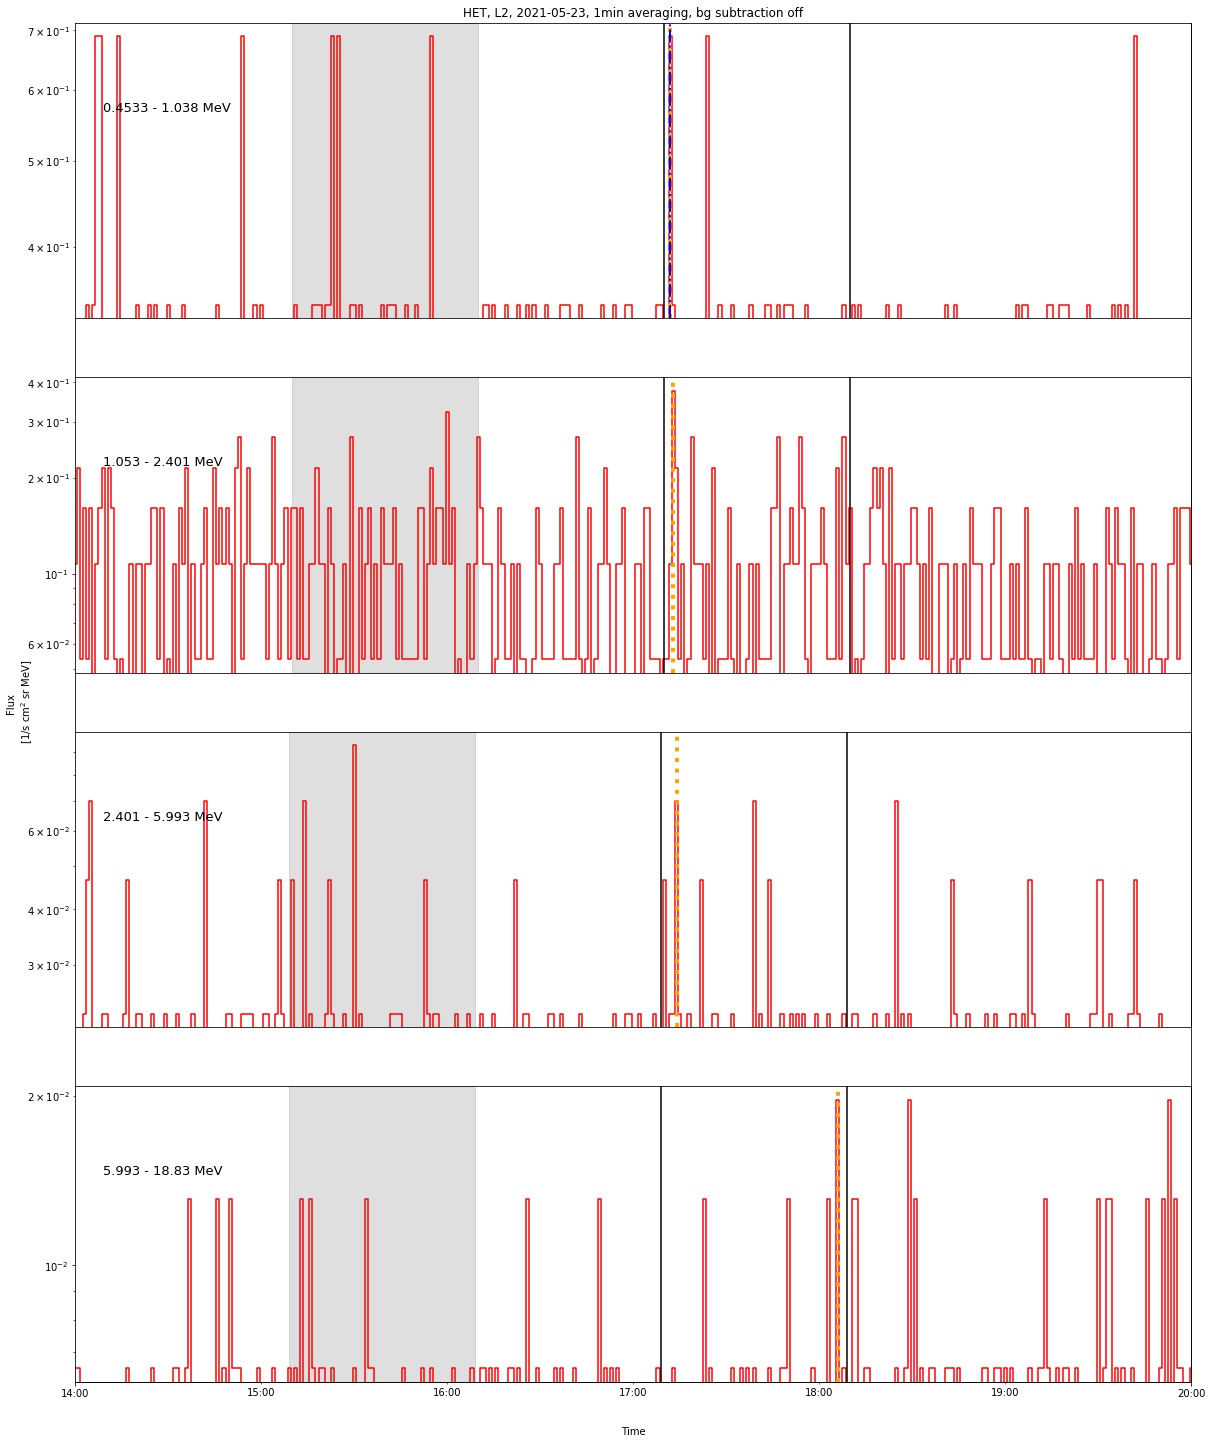 HET, L2, 2021-05-23, 1min averaging, bg subtraction off
7 × 10⁻¹
6 × 10⁻¹
5 × 10⁻¹
4 × 10⁻¹
0.4533 - 1.038 MeV
4 × 10⁻¹
3 × 10⁻¹
2 × 10⁻¹
10⁻¹
6 × 10⁻²
1.053 - 2.401 MeV
Flux
[1/s cm² sr MeV]
6 × 10⁻²
4 × 10⁻²
3 × 10⁻²
2.401 - 5.993 MeV
2 × 10⁻²
10⁻²
5.993 - 18.83 MeV
14:00 15:00 16:00 17:00 18:00 19:00 20:00
Time